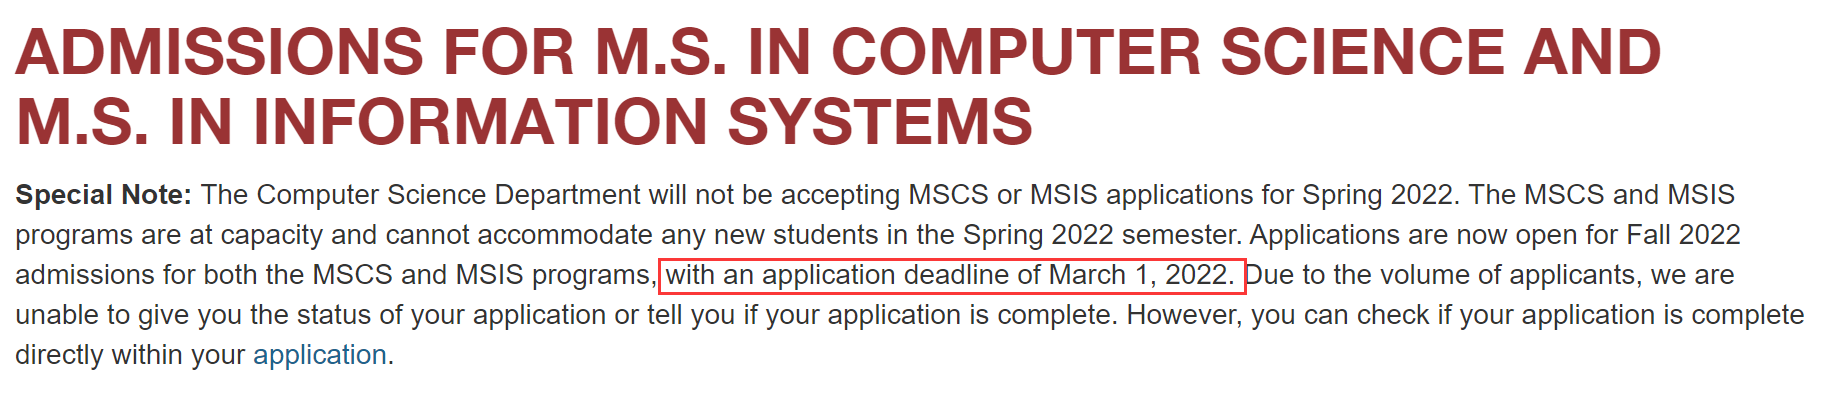 ADMISSIONS FOR M.S. IN COMPUTER SCIENCE AND
M.S. IN INFORMATION SYSTEMS
Special Note: The Computer Science Department will not be accepting MSCS or MSIS applications for Spring 2022. The MSCS and MSIS
programs are at capacity and cannot accommodate any new students in the Spring 2022 semester. Applications are now open for Fall 2022
admissions for both the MSCS and MSIS programs, with an application deadline of March 1, 2022. Due to the volume of applicants, we are
unable to give you the status of your application or tell you if your application is complete. However, you can check if your application is complete
directly within your application.